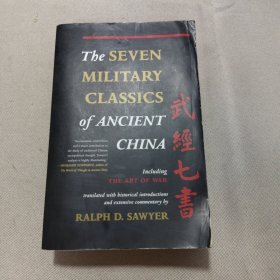 The SEVEN
MILITARY
CLASSICS
of ANCIENT
CHINA
武經七書
Including
THE ART OF WAR
translated with historical introductions
and extensive commentary by
RALPH D. SAWYER